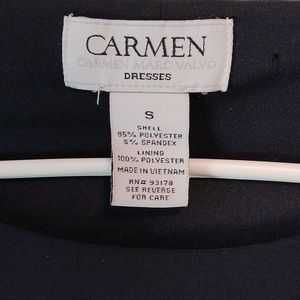 CARMEN
CARMEN MARC VALVO
DRESSES
S
SHELL
95% POLYESTER
5% SPANDEX
LINING
100% POLYESTER
MADE IN VIETNAM
RN# 93178
SEE REVERSE
FOR CARE